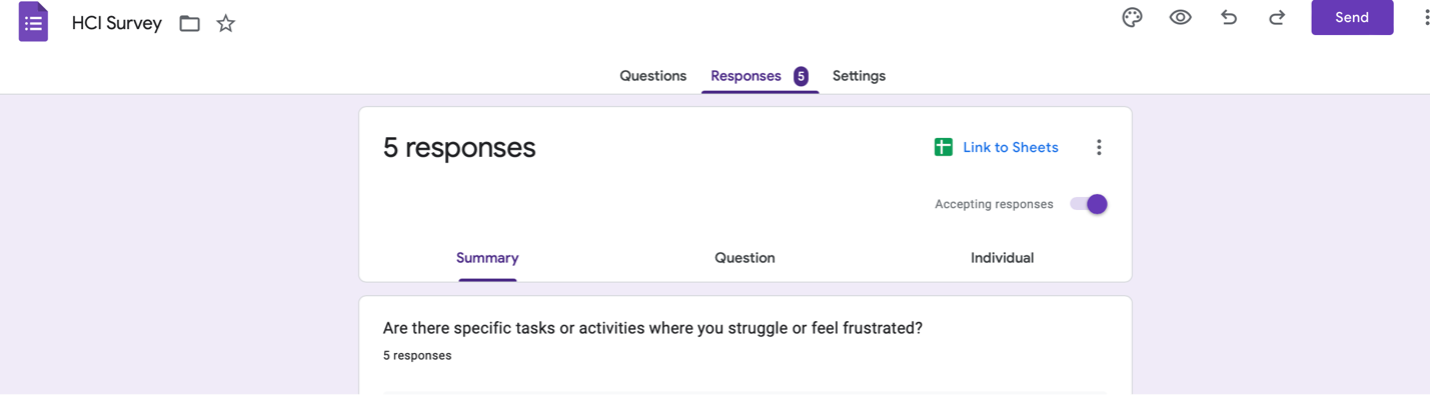 HCI Survey
Send
Questions Responses 5 Settings
5 responses
Link to Sheets
Accepting responses
Summary Question Individual
Are there specific tasks or activities where you struggle or feel frustrated?
5 responses